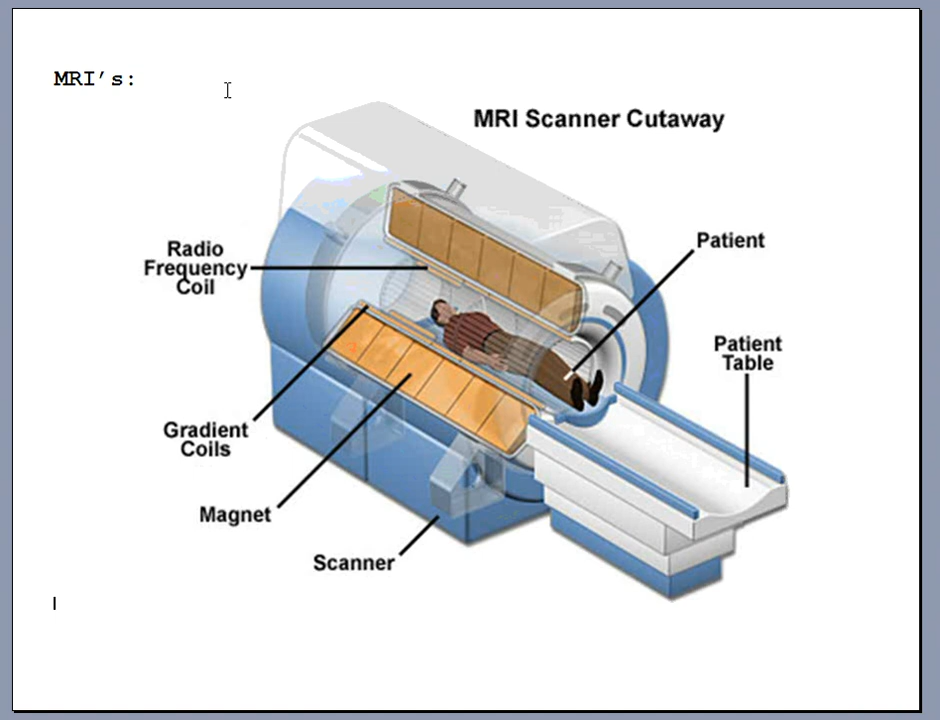 MRI's:
MRI Scanner Cutaway
Radio
Frequency
Coil
Patient
Patient
Table
Gradient
Coils
Magnet
Scanner